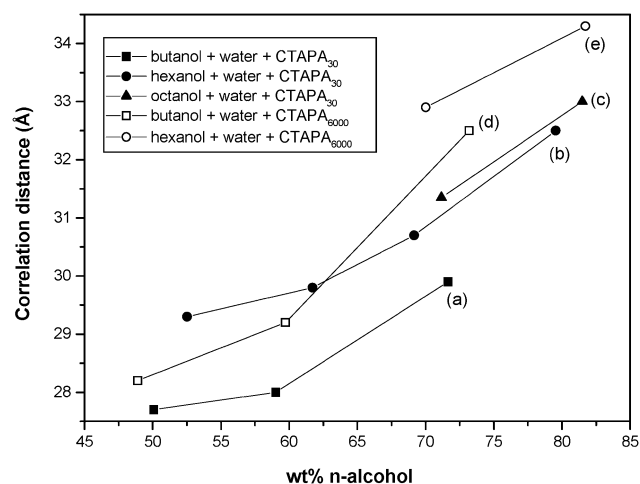 34
33
32
31
30
29
28
Correlation distance (Å)
butanol + water + CTAPA30
hexanol + water + CTAPA30
octanol + water + CTAPA30
butanol + water + CTAPA6000
hexanol + water + CTAPA6000
(e)
(d)
(c)
(b)
(a)
45 50 55 60 65 70 75 80 85
wt% n-alcohol